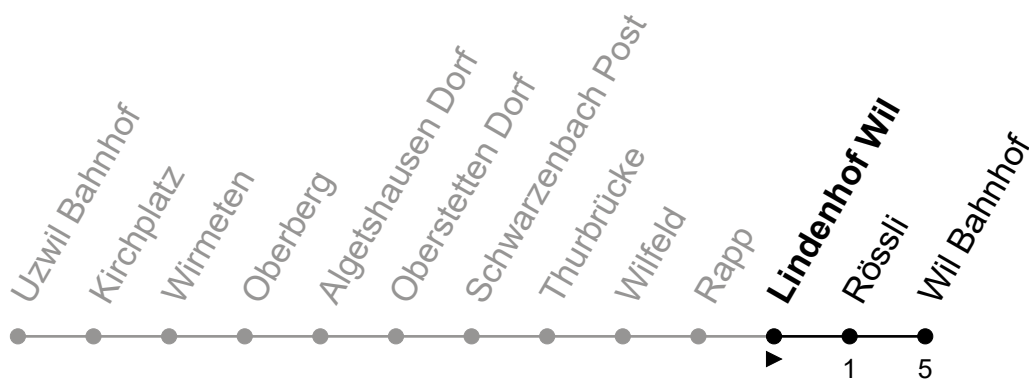 Uzwil Bahnhof
Kirchplatz
Wirmeten
Oberberg
Algetshausen Dorf
Oberstetten Dorf
Schwarzenbach Post
Thurbrücke
Wilfeld
Rapp
Lindenhof Wil
Rössli
Wil Bahnhof
1
5